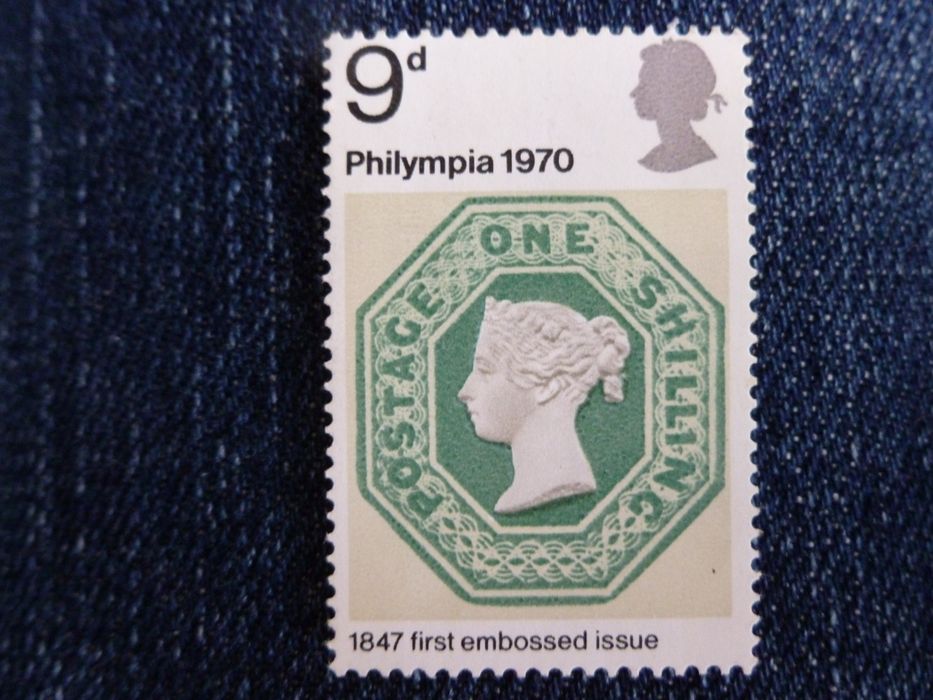 9d
Philympia 1970
POSTAGE ONE SHILLING
1847 first embossed issue